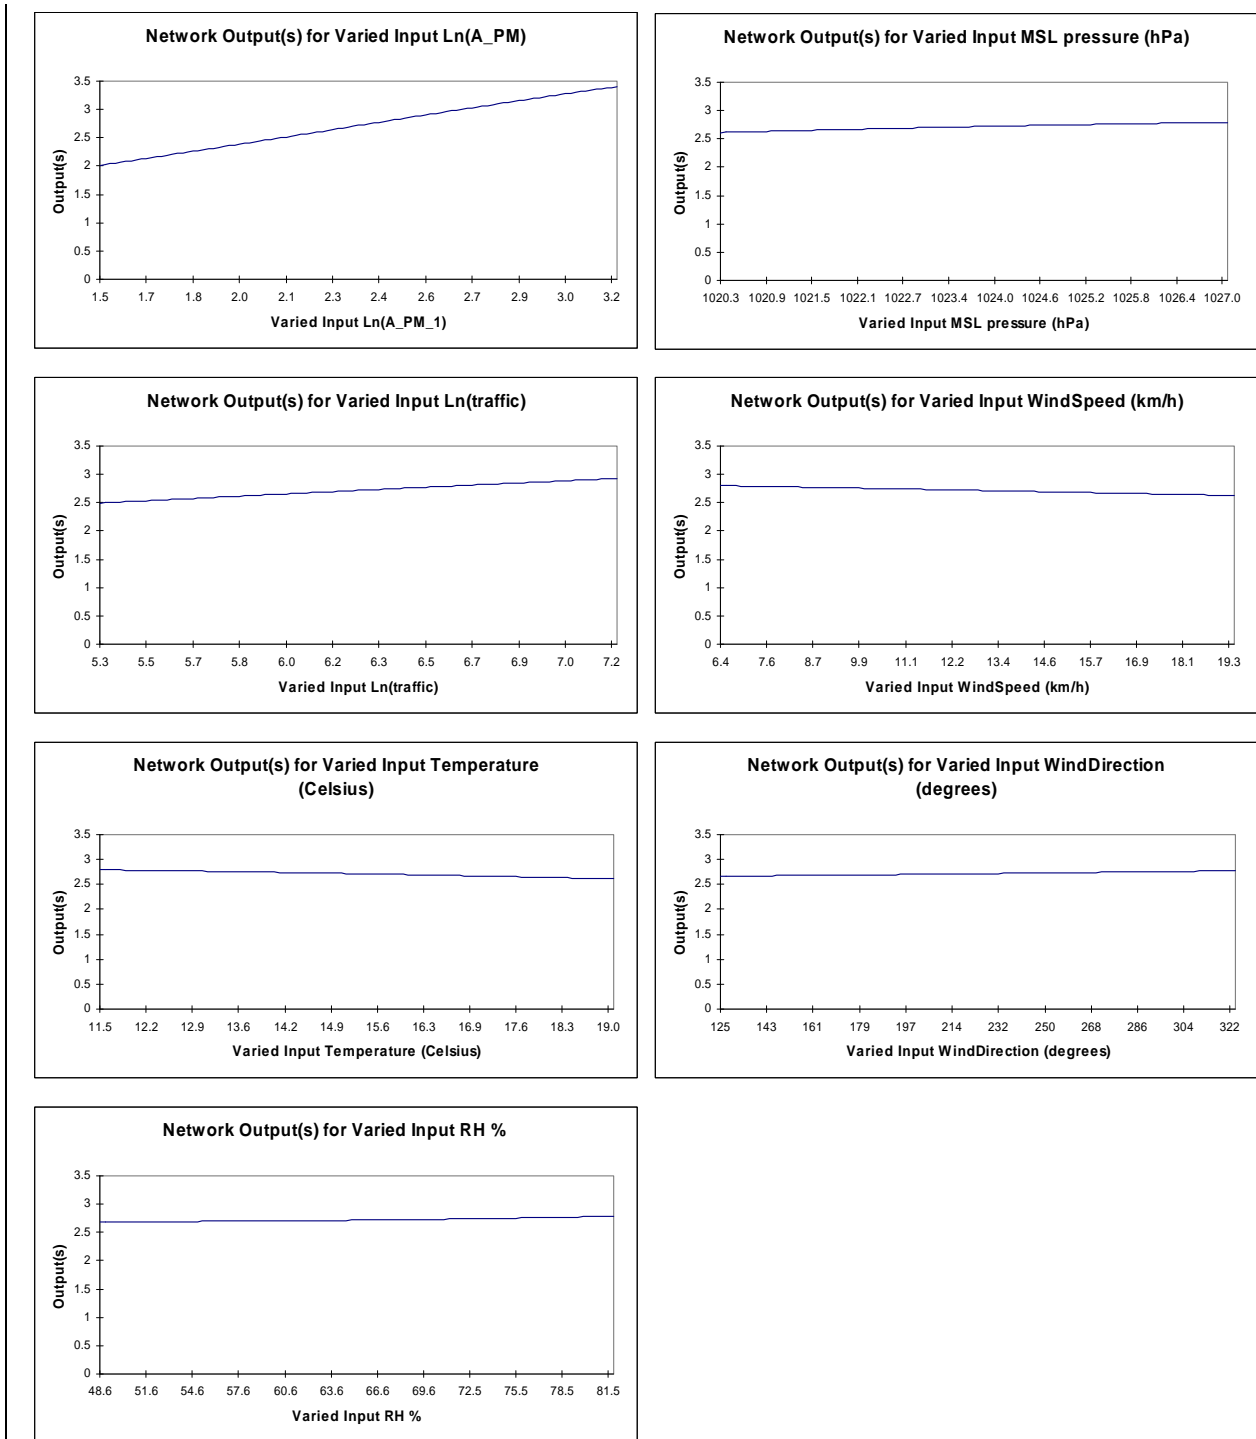 Network Output(s) for Varied Input Ln(A_PM)
3.5
3
2.5
2
1.5
1
0.5
0
Output(s)
1.5 1.7 1.8 2.0 2.1 2.3 2.4 2.6 2.7 2.9 3.0 3.2
Varied Input Ln(A_PM_1)
Network Output(s) for Varied Input MSL pressure (hPa)
3.5
3
2.5
2
1.5
1
0.5
0
Output(s)
1020.3 1020.9 1021.5 1022.1 1022.7 1023.4 1024.0 1024.6 1025.2 1025.8 1026.4 1027.0
Varied Input MSL pressure (hPa)
Network Output(s) for Varied Input Ln(traffic)
3.5
3
2.5
2
1.5
1
0.5
0
Output(s)
5.3 5.5 5.7 5.8 6.0 6.2 6.3 6.5 6.7 6.9 7.0 7.2
Varied Input Ln(traffic)
Network Output(s) for Varied Input WindSpeed (km/h)
3.5
3
2.5
2
1.5
1
0.5
0
Output(s)
6.4 7.6 8.7 9.9 11.1 12.2 13.4 14.6 15.7 16.9 18.1 19.3
Varied Input WindSpeed (km/h)
Network Output(s) for Varied Input Temperature
(Celsius)
3.5
3
2.5
2
1.5
1
0.5
0
Output(s)
11.5 12.2 12.9 13.6 14.2 14.9 15.6 16.3 16.9 17.6 18.3 19.0
Varied Input Temperature (Celsius)
Network Output(s) for Varied Input WindDirection
(degrees)
3.5
3
2.5
2
1.5
1
0.5
0
Output(s)
125 143 161 179 197 214 232 250 268 286 304 322
Varied Input WindDirection (degrees)
Network Output(s) for Varied Input RH %
3.5
3
2.5
2
1.5
1
0.5
0
Output(s)
48.6 51.6 54.6 57.6 60.6 63.6 66.6 69.6 72.5 75.5 78.5 81.5
Varied Input RH %